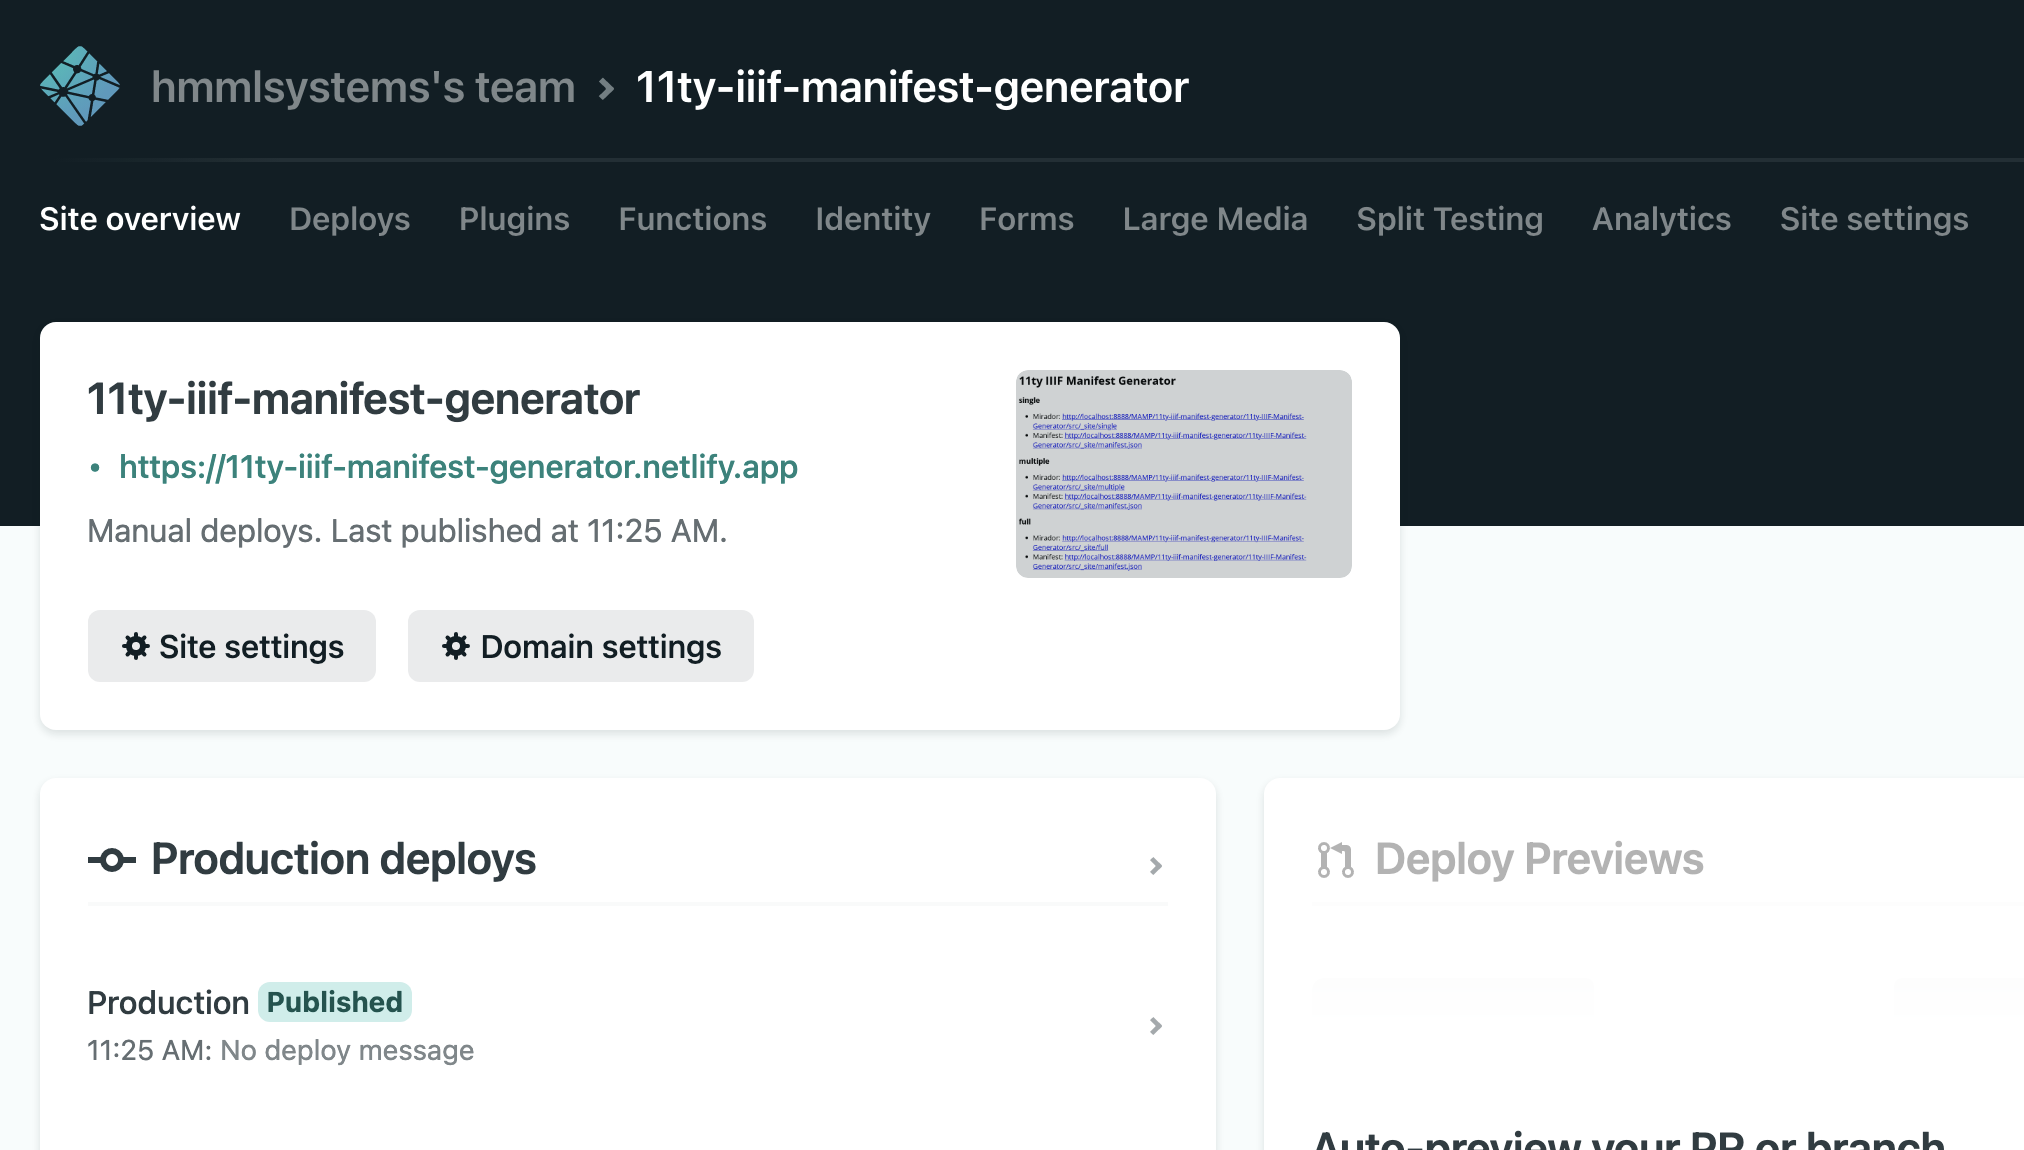 hmmlsystems's team > 11ty-iiif-manifest-generator
Site overview Deploys Plugins Functions Identity Forms Large Media Split Testing Analytics Site settings
11ty-iiif-manifest-generator
• https://11ty-iiif-manifest-generator.netlify.app
Manual deploys. Last published at 11:25 AM.
Site settings Domain settings
11ty IIIF Manifest Generator
single
• Mirador: http://localhost:8888/MAMP/11ty-iiif-manifest-generator/11ty-IIIF-Manifest-
Generator/src/_site/single
• Manifest: http://localhost:8888/MAMP/11ty-iiif-manifest-generator/11ty-IIIF-Manifest-
Generator/src/_site/manifest.json
multiple
• Mirador: http://localhost:8888/MAMP/11ty-iiif-manifest-generator/11ty-IIIF-Manifest-
Generator/src/_site/multiple
• Manifest: http://localhost:8888/MAMP/11ty-iiif-manifest-generator/11ty-IIIF-Manifest-
Generator/src/_site/manifest.json
full
• Mirador: http://localhost:8888/MAMP/11ty-iiif-manifest-generator/11ty-IIIF-Manifest-
Generator/src/_site/full
• Manifest: http://localhost:8888/MAMP/11ty-iiif-manifest-generator/11ty-IIIF-Manifest-
Generator/src/_site/manifest.json
Production deploys
Production Published
11:25 AM: No deploy message
Deploy Previews
Auto-preview your PR or branch